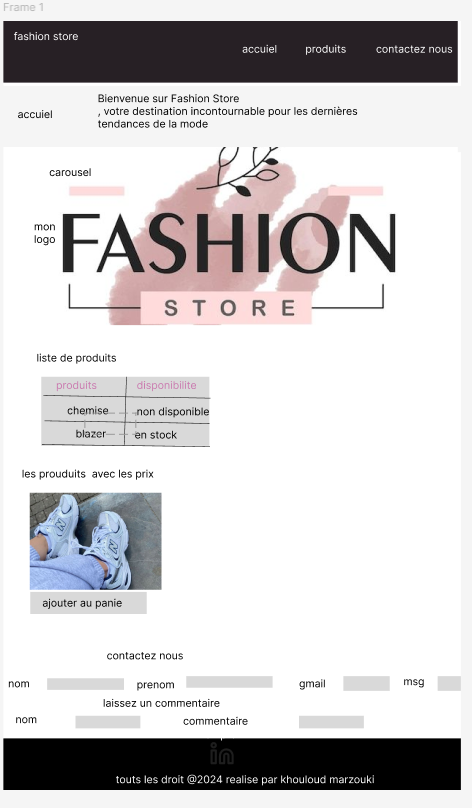 Frame 1
fashion store
accuiel produits contactez nous
accuiel
Bienvenue sur Fashion Store
, votre destination incontournable pour les dernières
tendances de la mode
carousel
mon
logo
FASHION
STORE
liste de produits
produits disponibilite
chemise non disponible
blazer en stock
les prouduits avec les prix
N
N
ajouter au panie
contactez nous
nom prenom gmail msg
laissez un commentaire
nom commentaire
in
touts les droit @2024 realise par khouloud marzouki